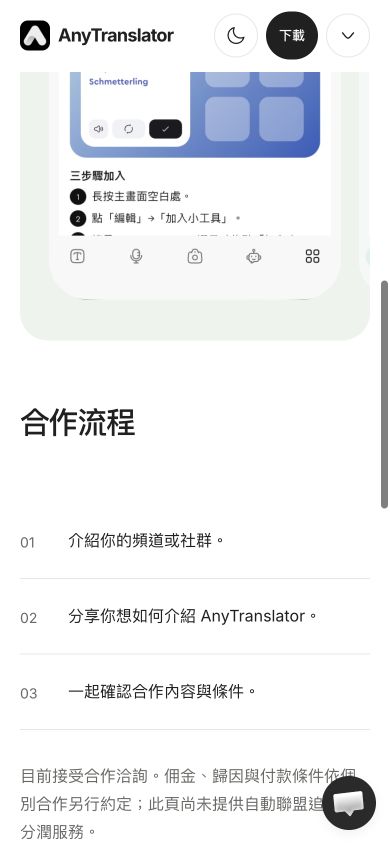 AnyTranslator
下載
Schmetterling
三步驟加入
1 長按主畫面空白處。
2 點「編輯」→「加入小工具」。
合作流程
01 介紹你的頻道或社群。
02 分享你想如何介紹 AnyTranslator。
03 一起確認合作內容與條件。
目前接受合作洽詢。佣金、歸因與付款條件依個
別合作另行約定；此頁尚未提供自動聯盟追
分潤服務。